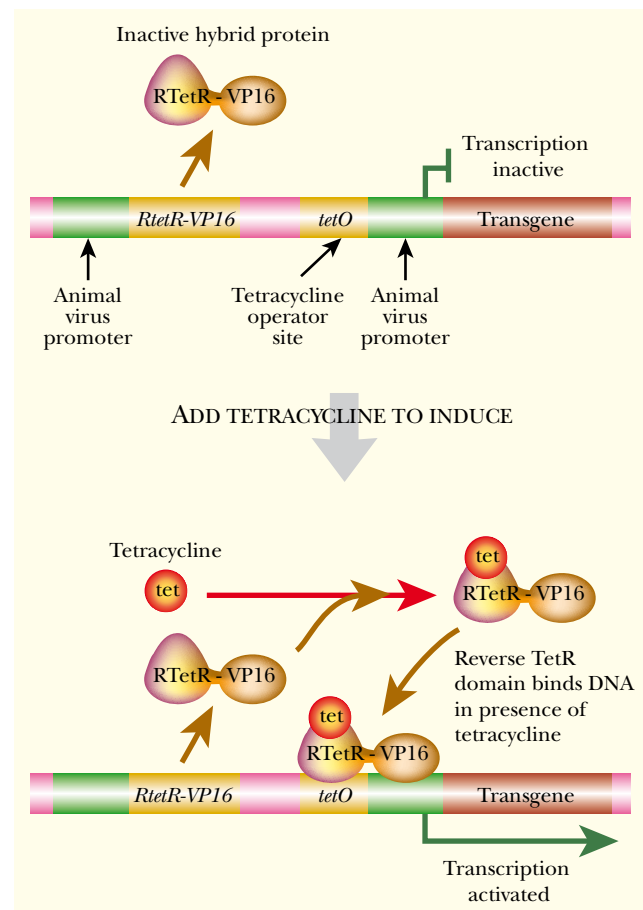 Inactive hybrid protein
RTetR - VP16
Transcription
inactive
RtetR-VP16
tetO
Transgene
Animal
virus
promoter
Tetracycline
operator
site
Animal
virus
promoter
ADD TETRACYCLINE TO INDUCE
Tetracycline
tet
tet
RTetR - VP16
RTetR - VP16
Reverse TetR
domain binds DNA
in presence of
tetracycline
tet
RTetR - VP16
RtetR-VP16
tetO
Transgene
Transcription
activated